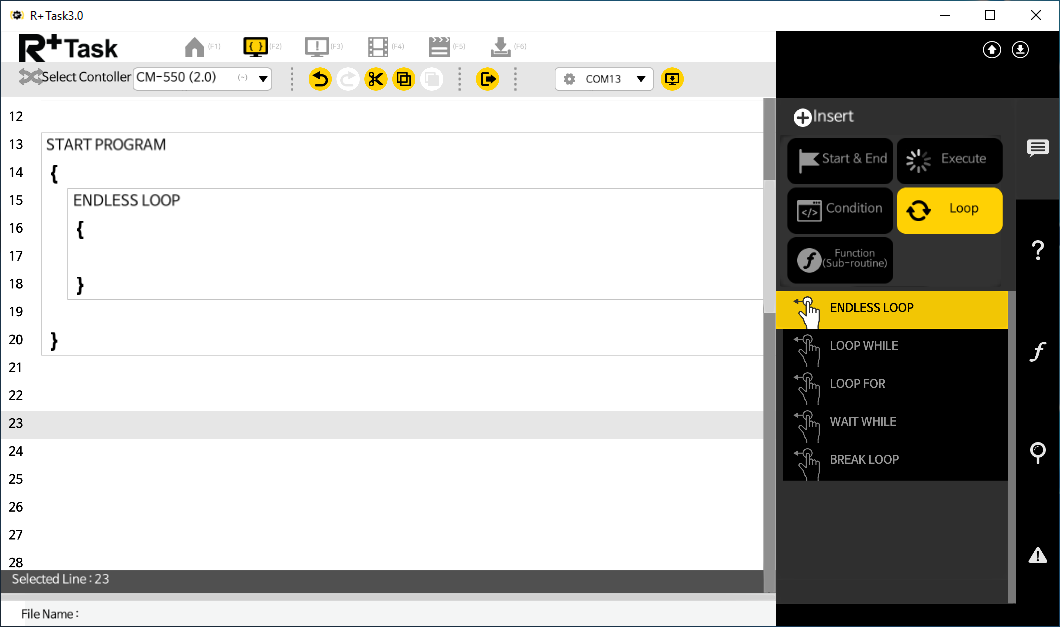 R+Task3.0
R+Task (F1) (F2) (F3) (F4) (F5) (F6)
Select Contoller CM-550 (2.0) COM13
12
13 START PROGRAM
14 {
15 ENDLESS LOOP
16 {
17
18 }
19
20 }
21
22
23
24
25
26
27
28
Selected Line : 23
File Name :
Insert
Start & End Execute
Condition Loop
Function
(Sub-routine)
ENDLESS LOOP
LOOP WHILE
LOOP FOR
WAIT WHILE
BREAK LOOP